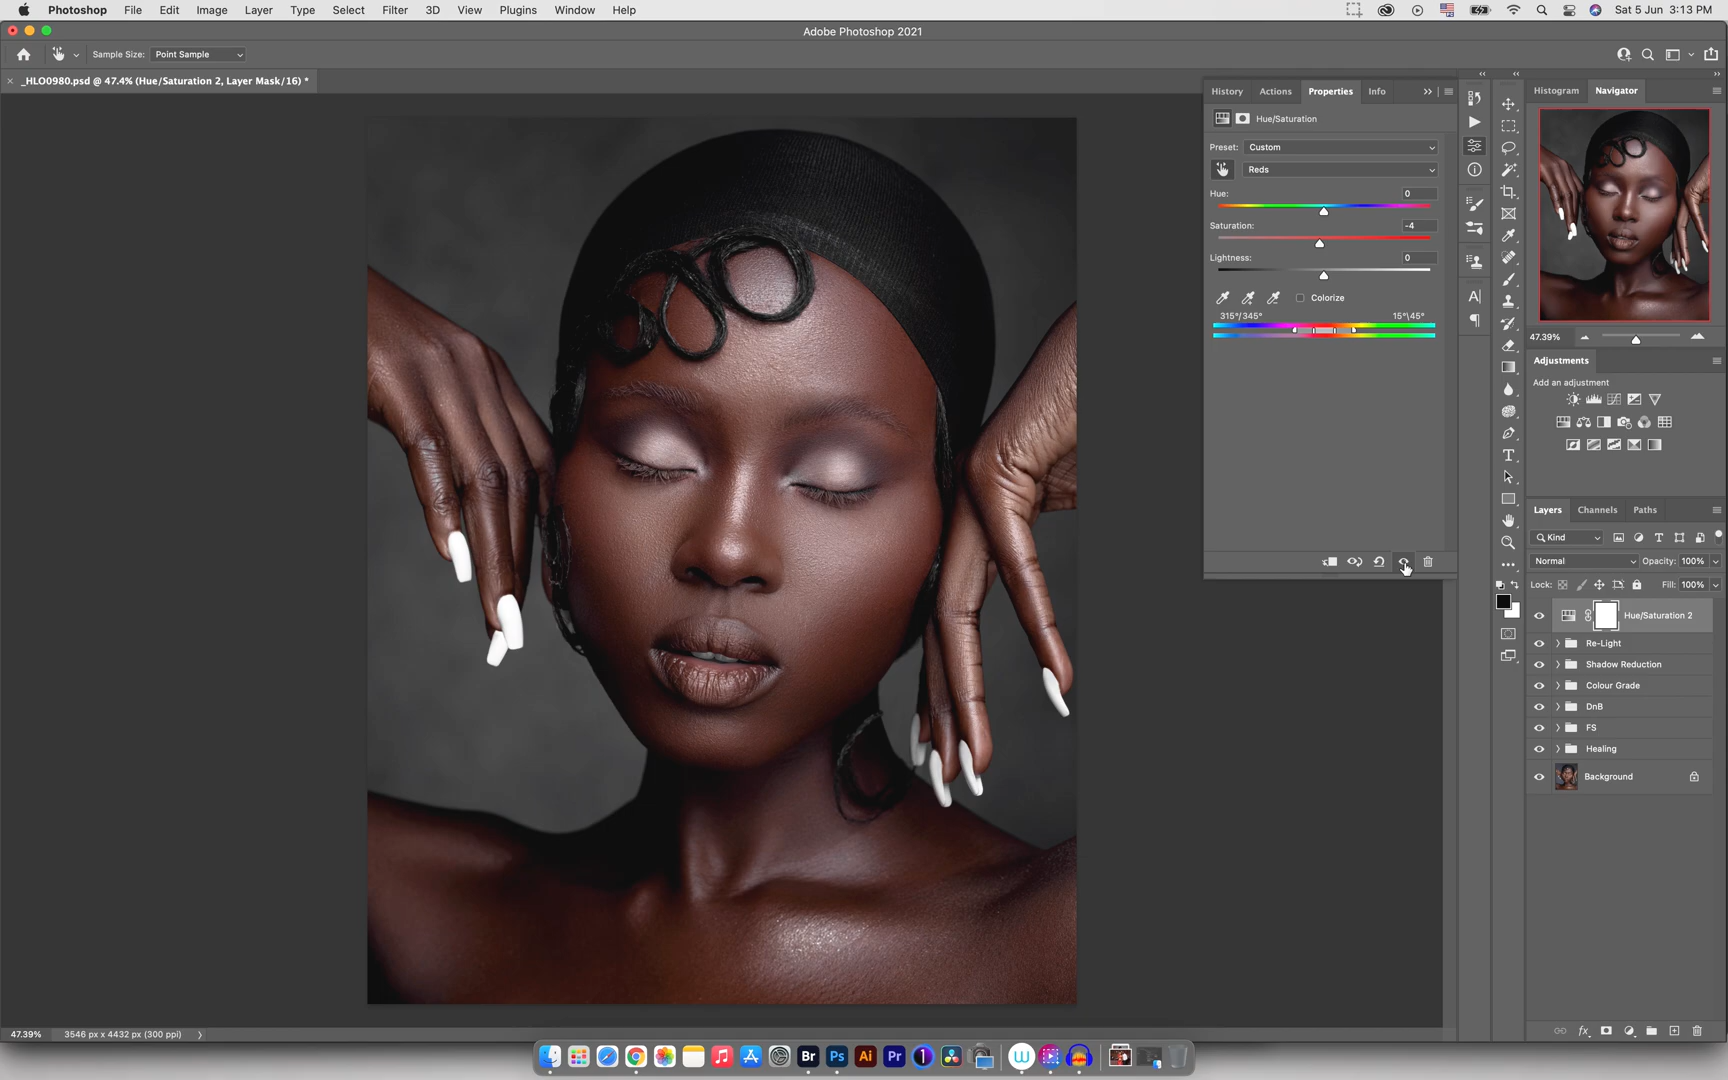 Photoshop File Edit Image Layer Type Select Filter 3D View Plugins Window Help Sat 5 Jun 3:13 PM
Adobe Photoshop 2021
Sample Size: Point Sample
_HLO0980.psd @ 47.4% (Hue/Saturation 2, Layer Mask/16) *
History Actions Properties Info
Histogram Navigator
Hue/Saturation
Preset: Custom
Reds
Hue: 0
Saturation: -4
Lightness: 0
Colorize
315°/345° 15°\45°
47.39%
Adjustments
Add an adjustment
Layers Channels Paths
Kind
Normal Opacity: 100%
Lock: Fill: 100%
Hue/Saturation 2
Re-Light
Shadow Reduction
Colour Grade
DnB
FS
Healing
Background
47.39% 3546 px x 4432 px (300 ppi)
Br Ps Ai Pr